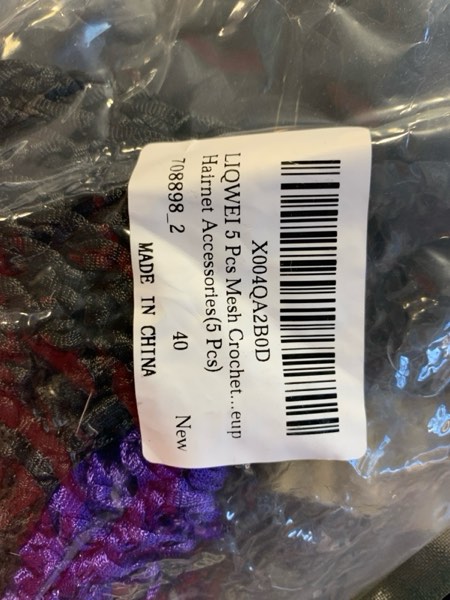 X004QA2B0D
LIQWEI 5 Pcs Mesh Crochet...eup
Hairnet Accessories(5 Pcs)
40 New
708898_2
MADE IN CHINA